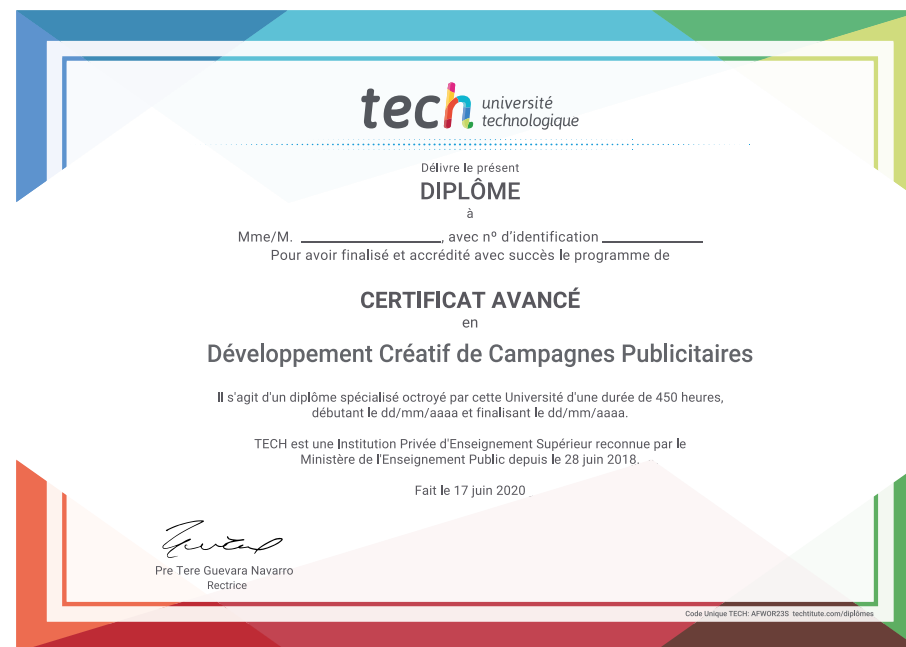 tech université
technologique
Délivre le présent
DIPLÔME
à
Mme/M. ____________________, avec nº d'identification ______________
Pour avoir finalisé et accrédité avec succès le programme de
CERTIFICAT AVANCÉ
en
Développement Créatif de Campagnes Publicitaires
Il s'agit d'un diplôme spécialisé octroyé par cette Université d'une durée de 450 heures,
débutant le dd/mm/aaaa et finalisant le dd/mm/aaaa.
TECH est une Institution Privée d'Enseignement Supérieur reconnue par le
Ministère de l'Enseignement Public depuis le 28 juin 2018.
Fait le 17 juin 2020
Pre Tere Guevara Navarro
Rectrice
Code Unique TECH: AFWOR23S techtitute.com/diplômes